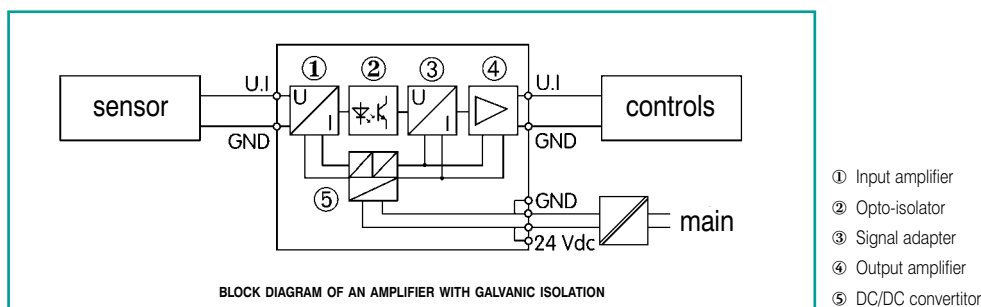 ① ② ③ ④
U.I U.I
sensor U I U I controls
GND GND
⑤
GND
main
24 Vdc
BLOCK DIAGRAM OF AN AMPLIFIER WITH GALVANIC ISOLATION
① Input amplifier
② Opto-isolator
③ Signal adapter
④ Output amplifier
⑤ DC/DC convertitor